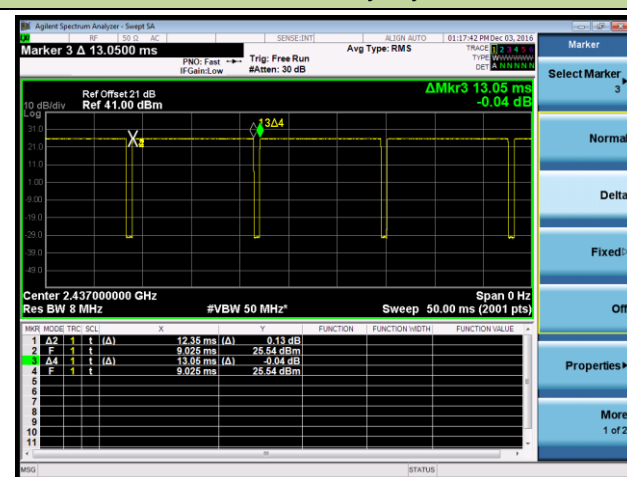 Agilent Spectrum Analyzer - Swept SA
RF 50 Ω AC SENSE:INT ALIGN AUTO 01:17:42 PM Dec 03, 2016
Marker 3 Δ 13.0500 ms
PNO: Fast
IFGain:Low
Trig: Free Run
#Atten: 30 dB
Avg Type: RMS
TRACE 1 2 3 4 5 6
TYPE WWWWWW
DET A N N N N N
Ref Offset 21 dB
Ref 41.00 dBm
10 dB/div
Log
ΔMkr3 13.05 ms
-0.04 dB
31.0
21.0
11.0
1.00
-9.00
-19.0
-29.0
-39.0
-49.0
X2
13Δ4
Center 2.437000000 GHz Span 0 Hz
Res BW 8 MHz #VBW 50 MHz* Sweep 50.00 ms (2001 pts)
MKR MODE TRC SCL X Y FUNCTION FUNCTION WIDTH FUNCTION VALUE
1 Δ2 1 t (Δ) 12.35 ms (Δ) 0.13 dB
2 F 1 t 9.025 ms 25.54 dBm
3 Δ4 1 t (Δ) 13.05 ms (Δ) -0.04 dB
4 F 1 t 9.025 ms 25.54 dBm
5
6
7
8
9
10
11
MSG STATUS
Marker
Select Marker
3
Normal
Delta
Fixed
Off
Properties
More
1 of 2